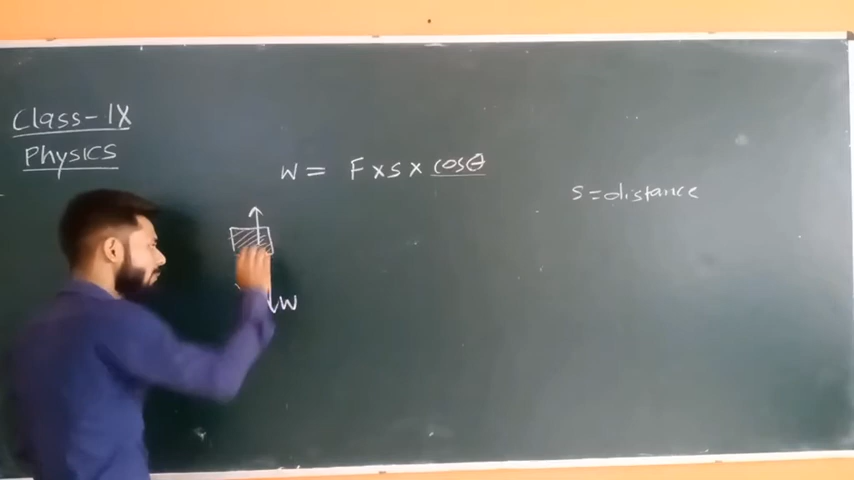 Class-IX
Physics
W = F x s x cosθ
s = distance
W